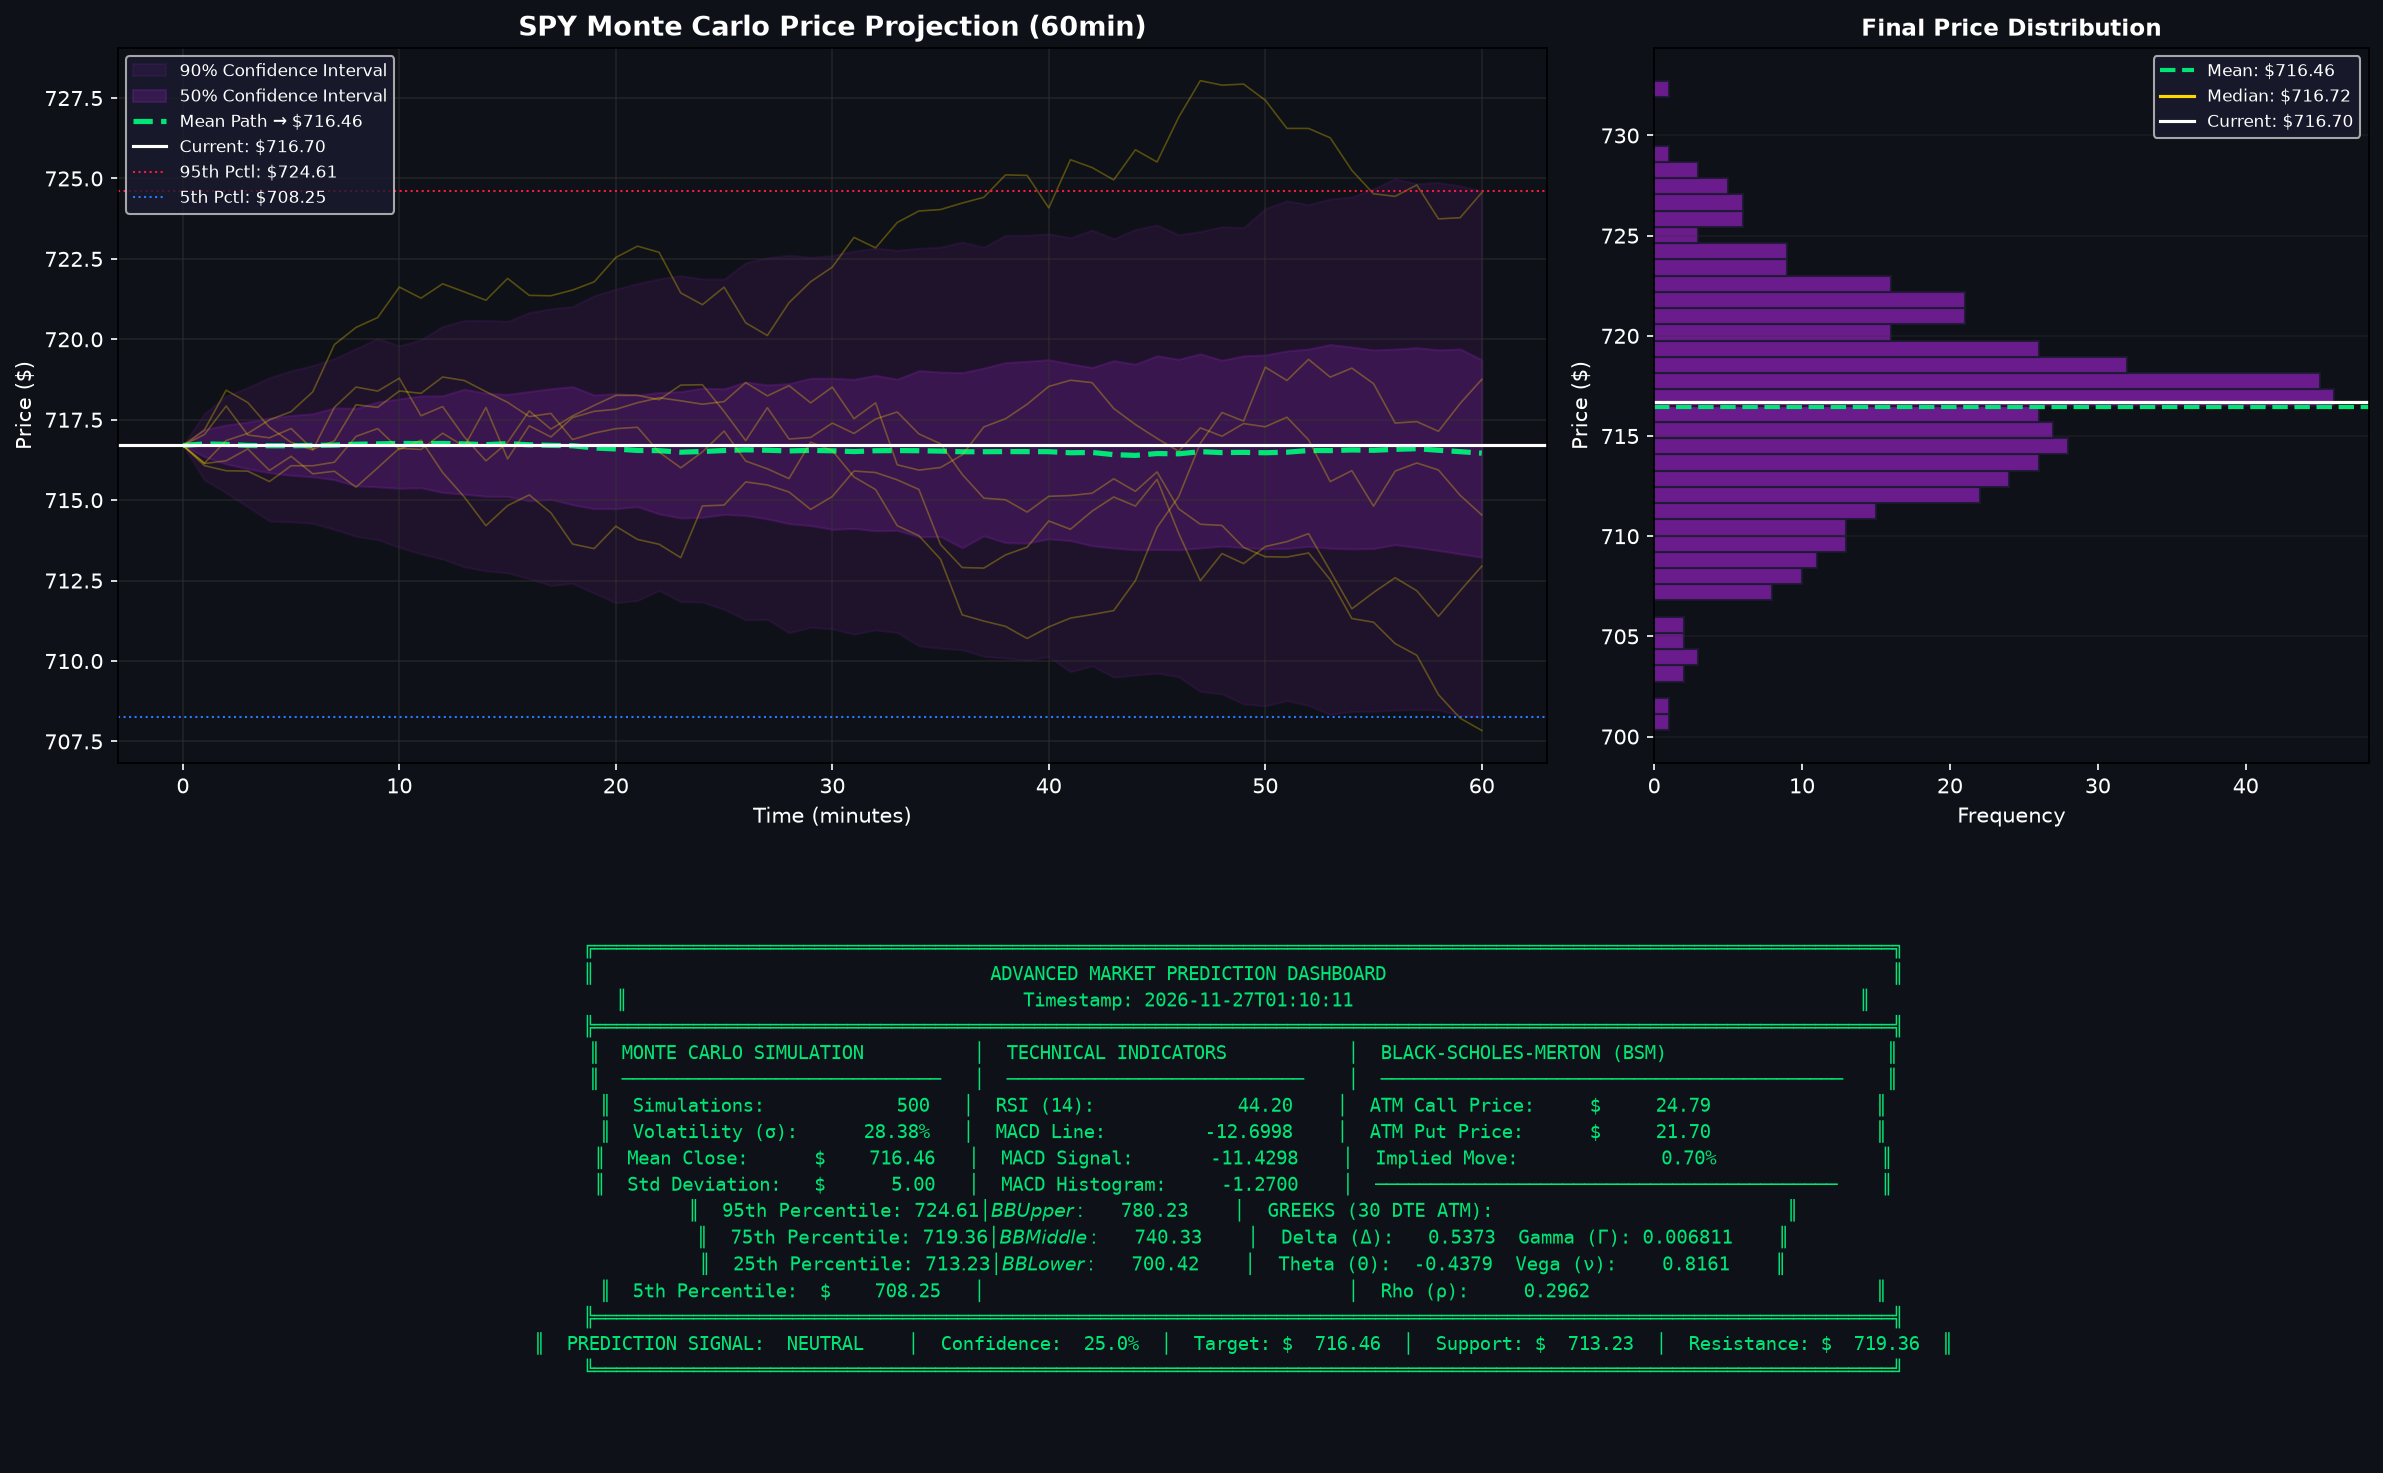 SPY Monte Carlo Price Projection (60min)
90% Confidence Interval
50% Confidence Interval
Mean Path → $716.46
Current: $716.70
95th Pctl: $724.61
5th Pctl: $708.25
Price ($)
727.5
725.0
722.5
720.0
717.5
715.0
712.5
710.0
707.5
0 10 20 30 40 50 60
Time (minutes)
Final Price Distribution
Mean: $716.46
Median: $716.72
Current: $716.70
Price ($)
730
725
720
715
710
705
700
0 10 20 30 40
Frequency
ADVANCED MARKET PREDICTION DASHBOARD
Timestamp: 2026-11-27T01:10:11
MONTE CARLO SIMULATION │ TECHNICAL INDICATORS │ BLACK-SCHOLES-MERTON (BSM)
Simulations: 500 │ RSI (14): 44.20 │ ATM Call Price: $ 24.79
Volatility (σ): 28.38% │ MACD Line: -12.6998 │ ATM Put Price: $ 21.70
Mean Close: $ 716.46 │ MACD Signal: -11.4298 │ Implied Move: 0.70%
Std Deviation: $ 5.00 │ MACD Histogram: -1.2700 │
95th Percentile: 724.61│BBUpper: 780.23 │ GREEKS (30 DTE ATM):
75th Percentile: 719.36│BBMiddle: 740.33 │ Delta (Δ): 0.5373 Gamma (Γ): 0.006811
25th Percentile: 713.23│BBLower: 700.42 │ Theta (Θ): -0.4379 Vega (ν): 0.8161
5th Percentile: $ 708.25 │ │ Rho (ρ): 0.2962
PREDICTION SIGNAL: NEUTRAL │ Confidence: 25.0% │ Target: $ 716.46 │ Support: $ 713.23 │ Resistance: $ 719.36